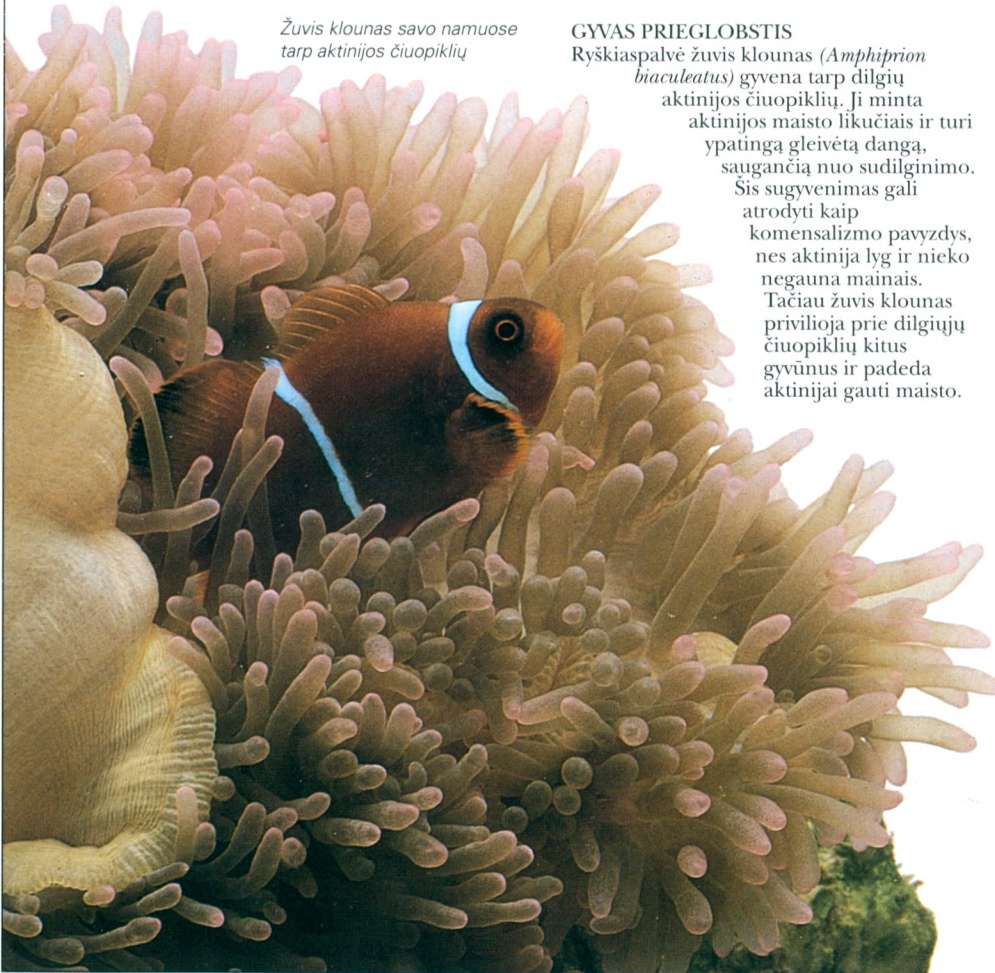 Žuvis klounas savo namuose
tarp aktinijos čiuopiklių
GYVAS PRIEGLOBSTIS
Ryškiaspalvė žuvis klounas (Amphiprion
biaculeatus) gyvena tarp dilgių
aktinijos čiuopiklių. Ji minta
aktinijos maisto likučiais ir turi
ypatingą gleivėtą dangą,
saugančią nuo sudilginimo.
Šis sugyvenimas gali
atrodyti kaip
komensalizmo pavyzdys,
nes aktinija lyg ir nieko
negauna mainais.
Tačiau žuvis klounas
privilioja prie dilgiųjų
čiuopiklių kitus
gyvūnus ir padeda
aktinijai gauti maisto.